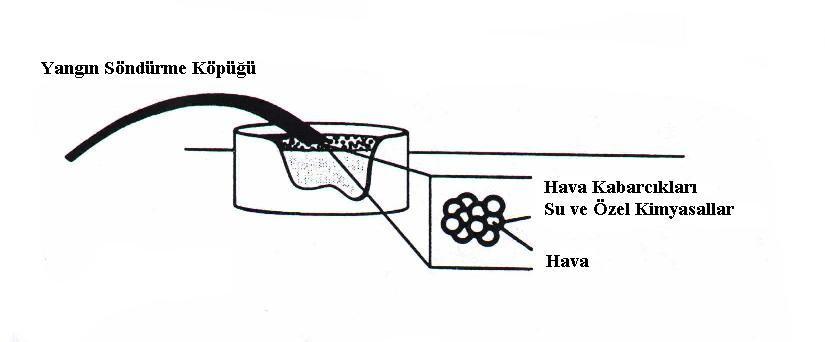 Yangın Söndürme Köpüğü
Hava Kabarcıkları
Su ve Özel Kimyasallar
Hava